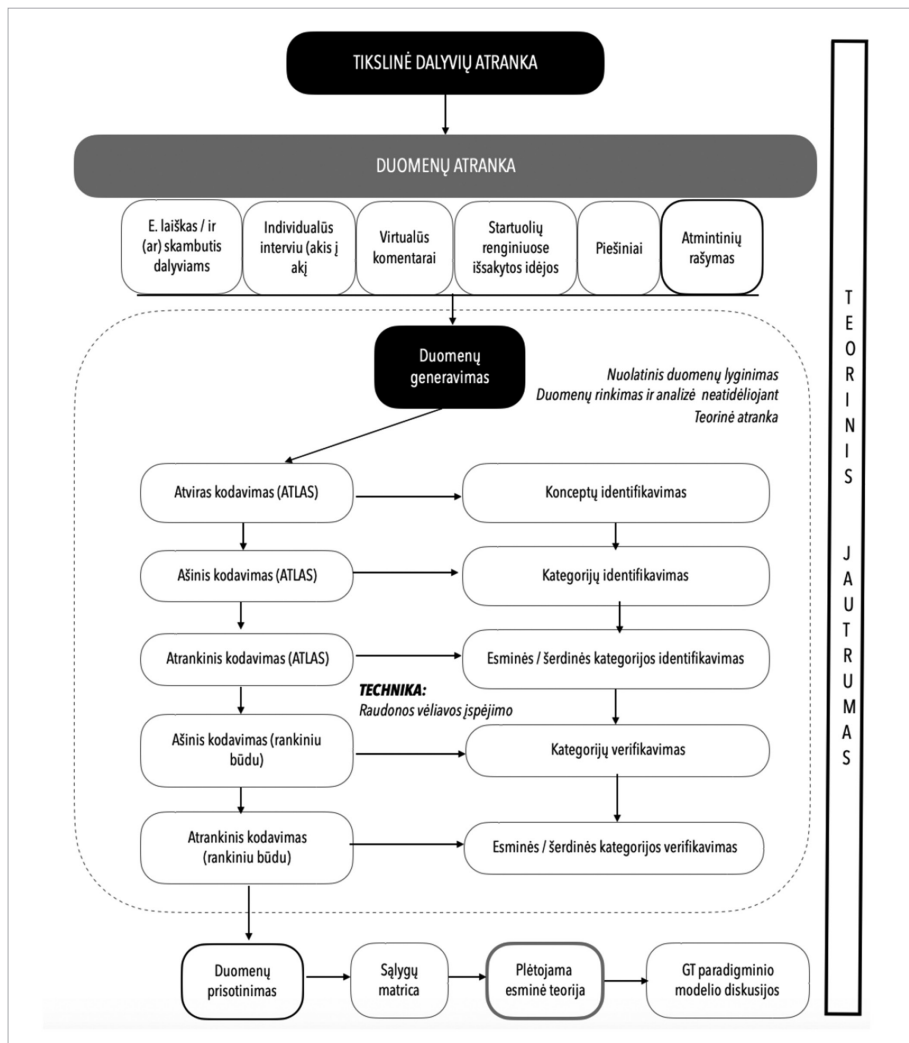 TIKSLINĖ DALYVIŲ ATRANKA
DUOMENŲ ATRANKA
E. laiškas / ir
(ar) skambutis
dalyviams
Individualūs
interviu (akis į
akį
Virtualūs
komentarai
Startuolių
renginiuose
išsakytos idėjos
Piešiniai
Atmintinių
rašymas
Duomenų
generavimas
Nuolatinis duomenų lyginimas
Duomenų rinkimas ir analizė neatidėliojant
Teorinė atranka
Atviras kodavimas (ATLAS)
Konceptų identifikavimas
Ašinis kodavimas (ATLAS)
Kategorijų identifikavimas
Atrankinis kodavimas (ATLAS)
Esminės / šerdinės kategorijos identifikavimas
TECHNIKA:
Raudonos vėliavos įspėjimo
Ašinis kodavimas (rankiniu
būdu)
Kategorijų verifikavimas
Atrankinis kodavimas
(rankiniu būdu)
Esminės / šerdinės kategorijos verifikavimas
Duomenų
prisotinimas
Sąlygų
matrica
Plėtojama
esminė teorija
GT paradigminio
modelio diskusijos
TEORINIS JAUTRUMAS